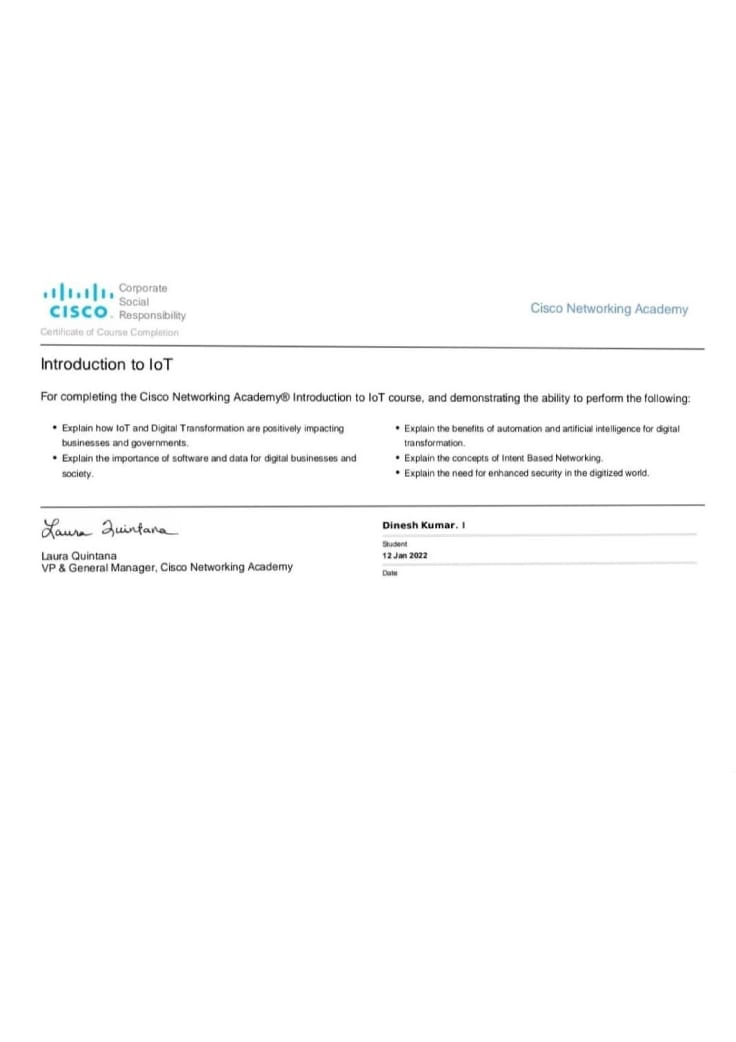 Corporate
Social
CISCO. Responsibility
Cisco Networking Academy
Certificate of Course Completion
Introduction to IoT
For completing the Cisco Networking Academy® Introduction to IoT course, and demonstrating the ability to perform the following:
• Explain how IoT and Digital Transformation are positively impacting
businesses and governments.
• Explain the importance of software and data for digital businesses and
society.
• Explain the benefits of automation and artificial intelligence for digital
transformation.
• Explain the concepts of Intent Based Networking.
• Explain the need for enhanced security in the digitized world.
Laura Quintana
Laura Quintana
VP & General Manager, Cisco Networking Academy
Dinesh Kumar. I
Student
12 Jan 2022
Date